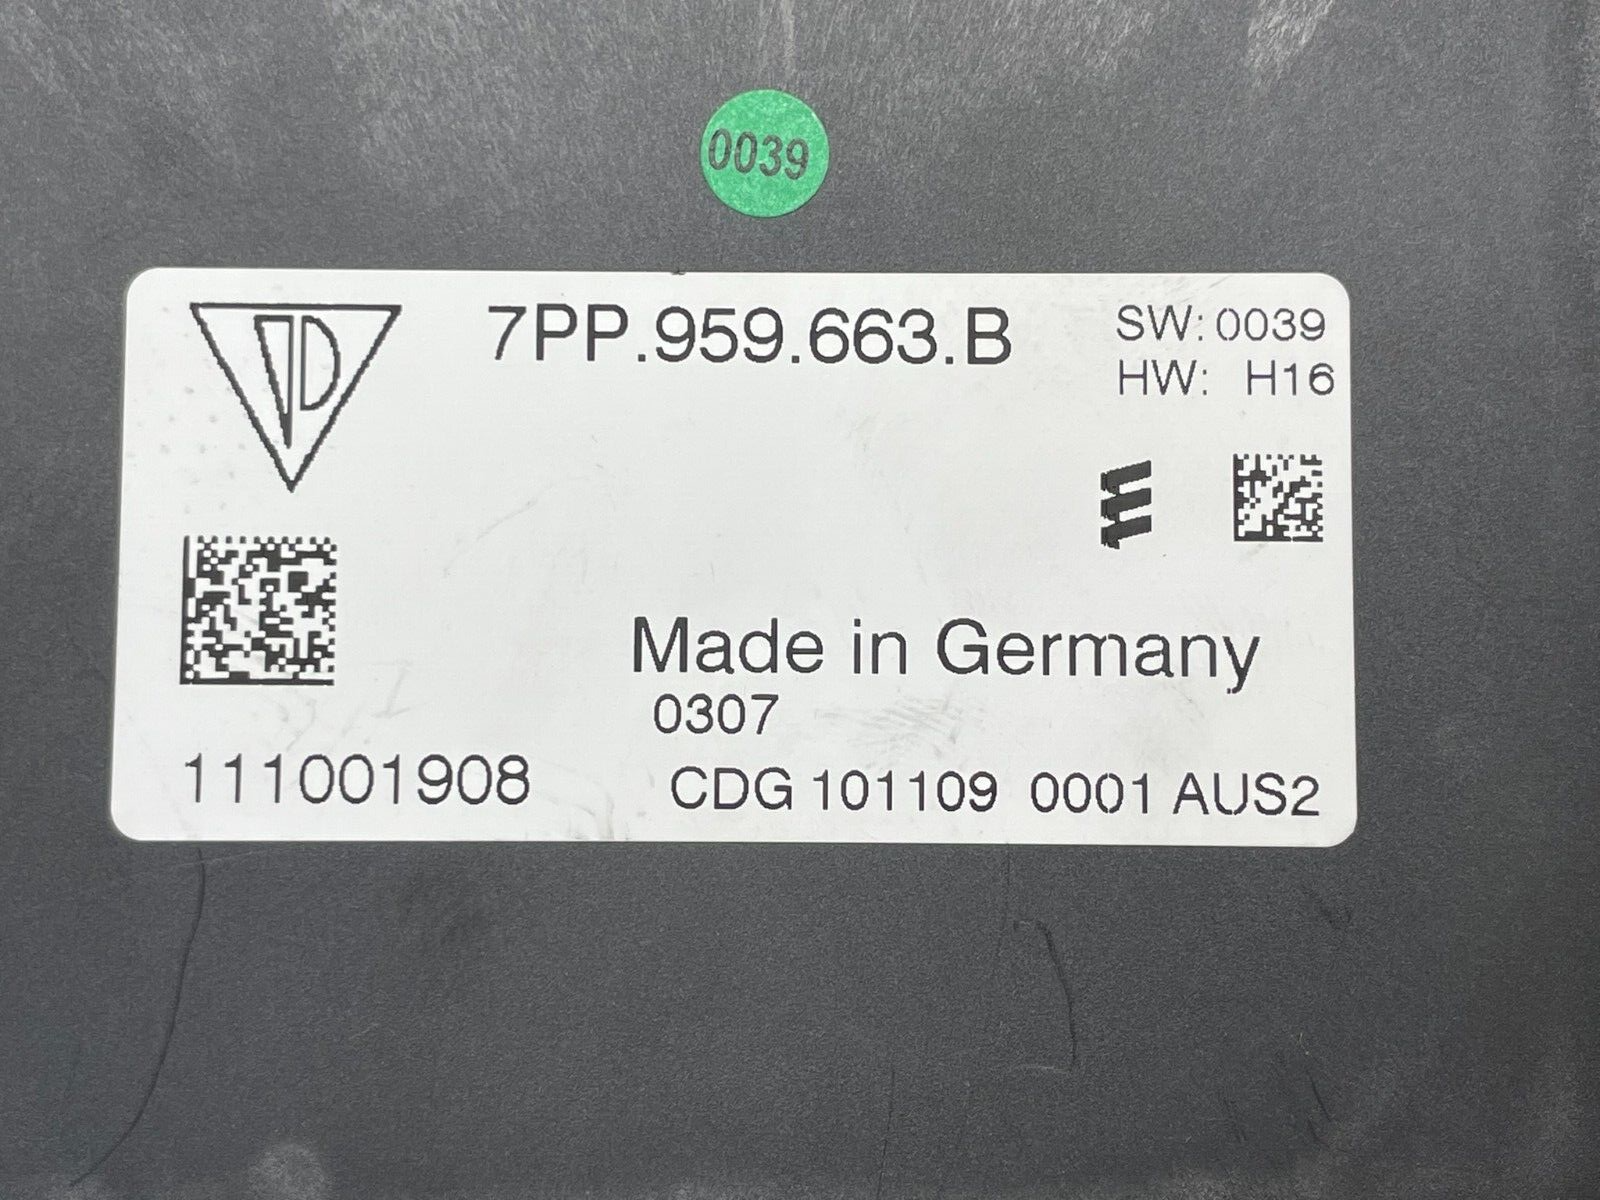 0039
7PP.959.663.B
SW: 0039
HW: H16
Made in Germany
0307
111001908
CDG 101109 0001 AUS2